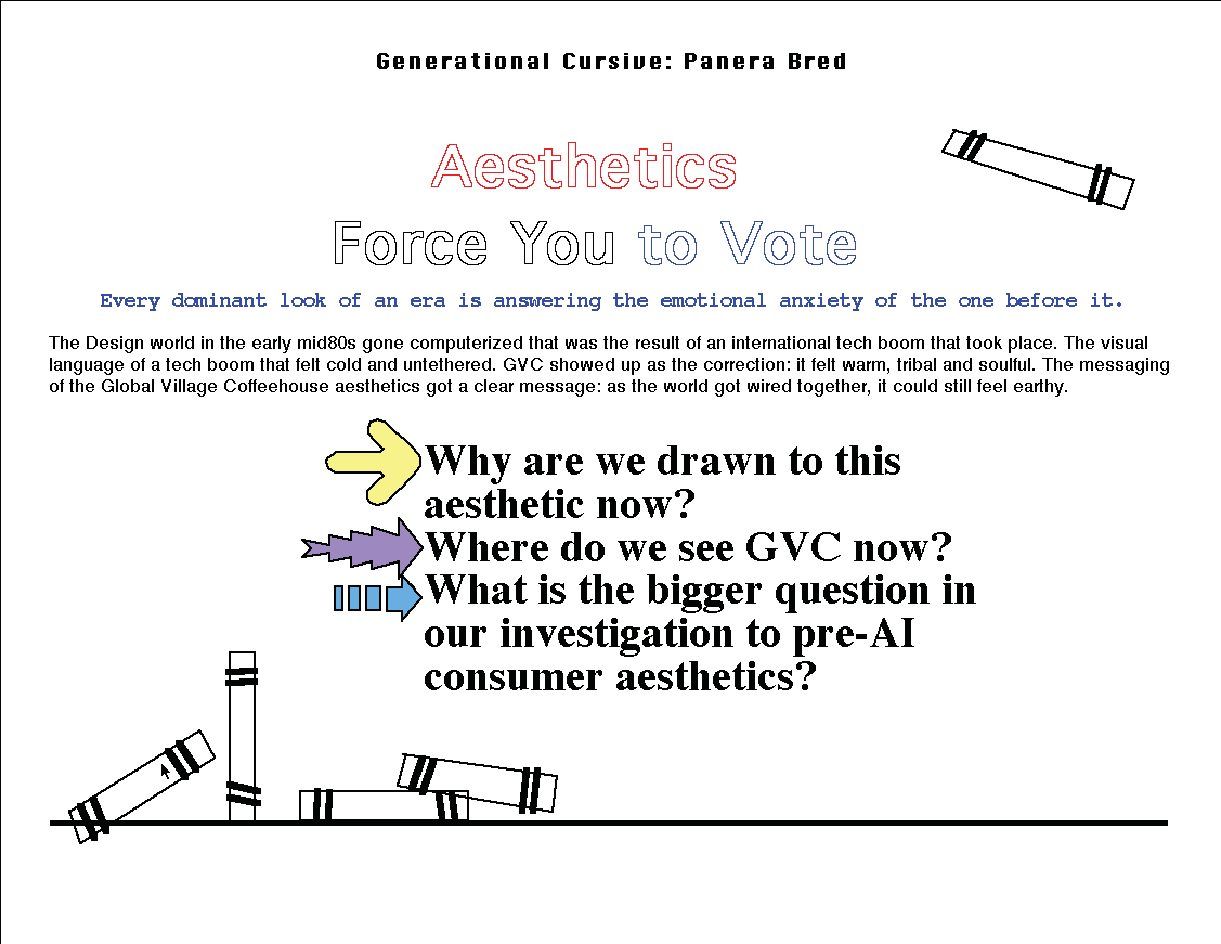 Generational Cursive: Panera Bred
Aesthetics
Force You to Vote
Every dominant look of an era is answering the emotional anxiety of the one before it.
The Design world in the early mid80s gone computerized that was the result of an international tech boom that took place. The visual
language of a tech boom that felt cold and untethered. GVC showed up as the correction: it felt warm, tribal and soulful. The messaging
of the Global Village Coffeehouse aesthetics got a clear message: as the world got wired together, it could still feel earthy.
Why are we drawn to this
aesthetic now?
Where do we see GVC now?
What is the bigger question in
our investigation to pre-AI
consumer aesthetics?